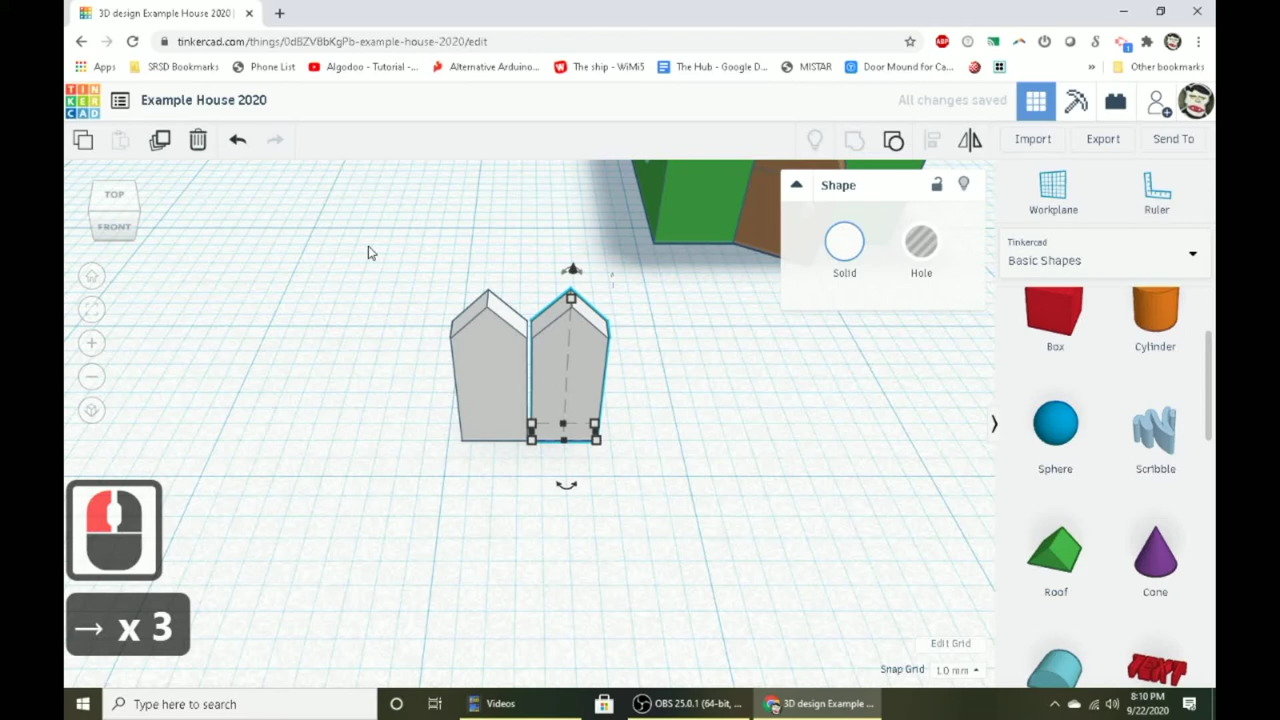 3D design Example House 2020 |
tinkercad.com/things/0dBZVBbKgPb-example-house-2020/edit
ABP
Apps
SRSD Bookmarks
Phone List
Algodoo - Tutorial -...
Alternative Arduino...
The ship - WiMi5
The Hub - Google D...
MISTAR
Door Mound for Ca...
»
Other bookmarks
TIN
KER
CAD
Example House 2020
All changes saved
Import
Export
Send To
TOP
FRONT
Shape
Solid
Hole
Workplane
Ruler
Tinkercad
Basic Shapes
Box
Cylinder
Sphere
Scribble
Roof
Cone
TEXT
→ x 3
Edit Grid
Snap Grid
1.0 mm
Type here to search
Videos
OBS 25.0.1 (64-bit, ...
3D design Example ...
8:10 PM
9/22/2020